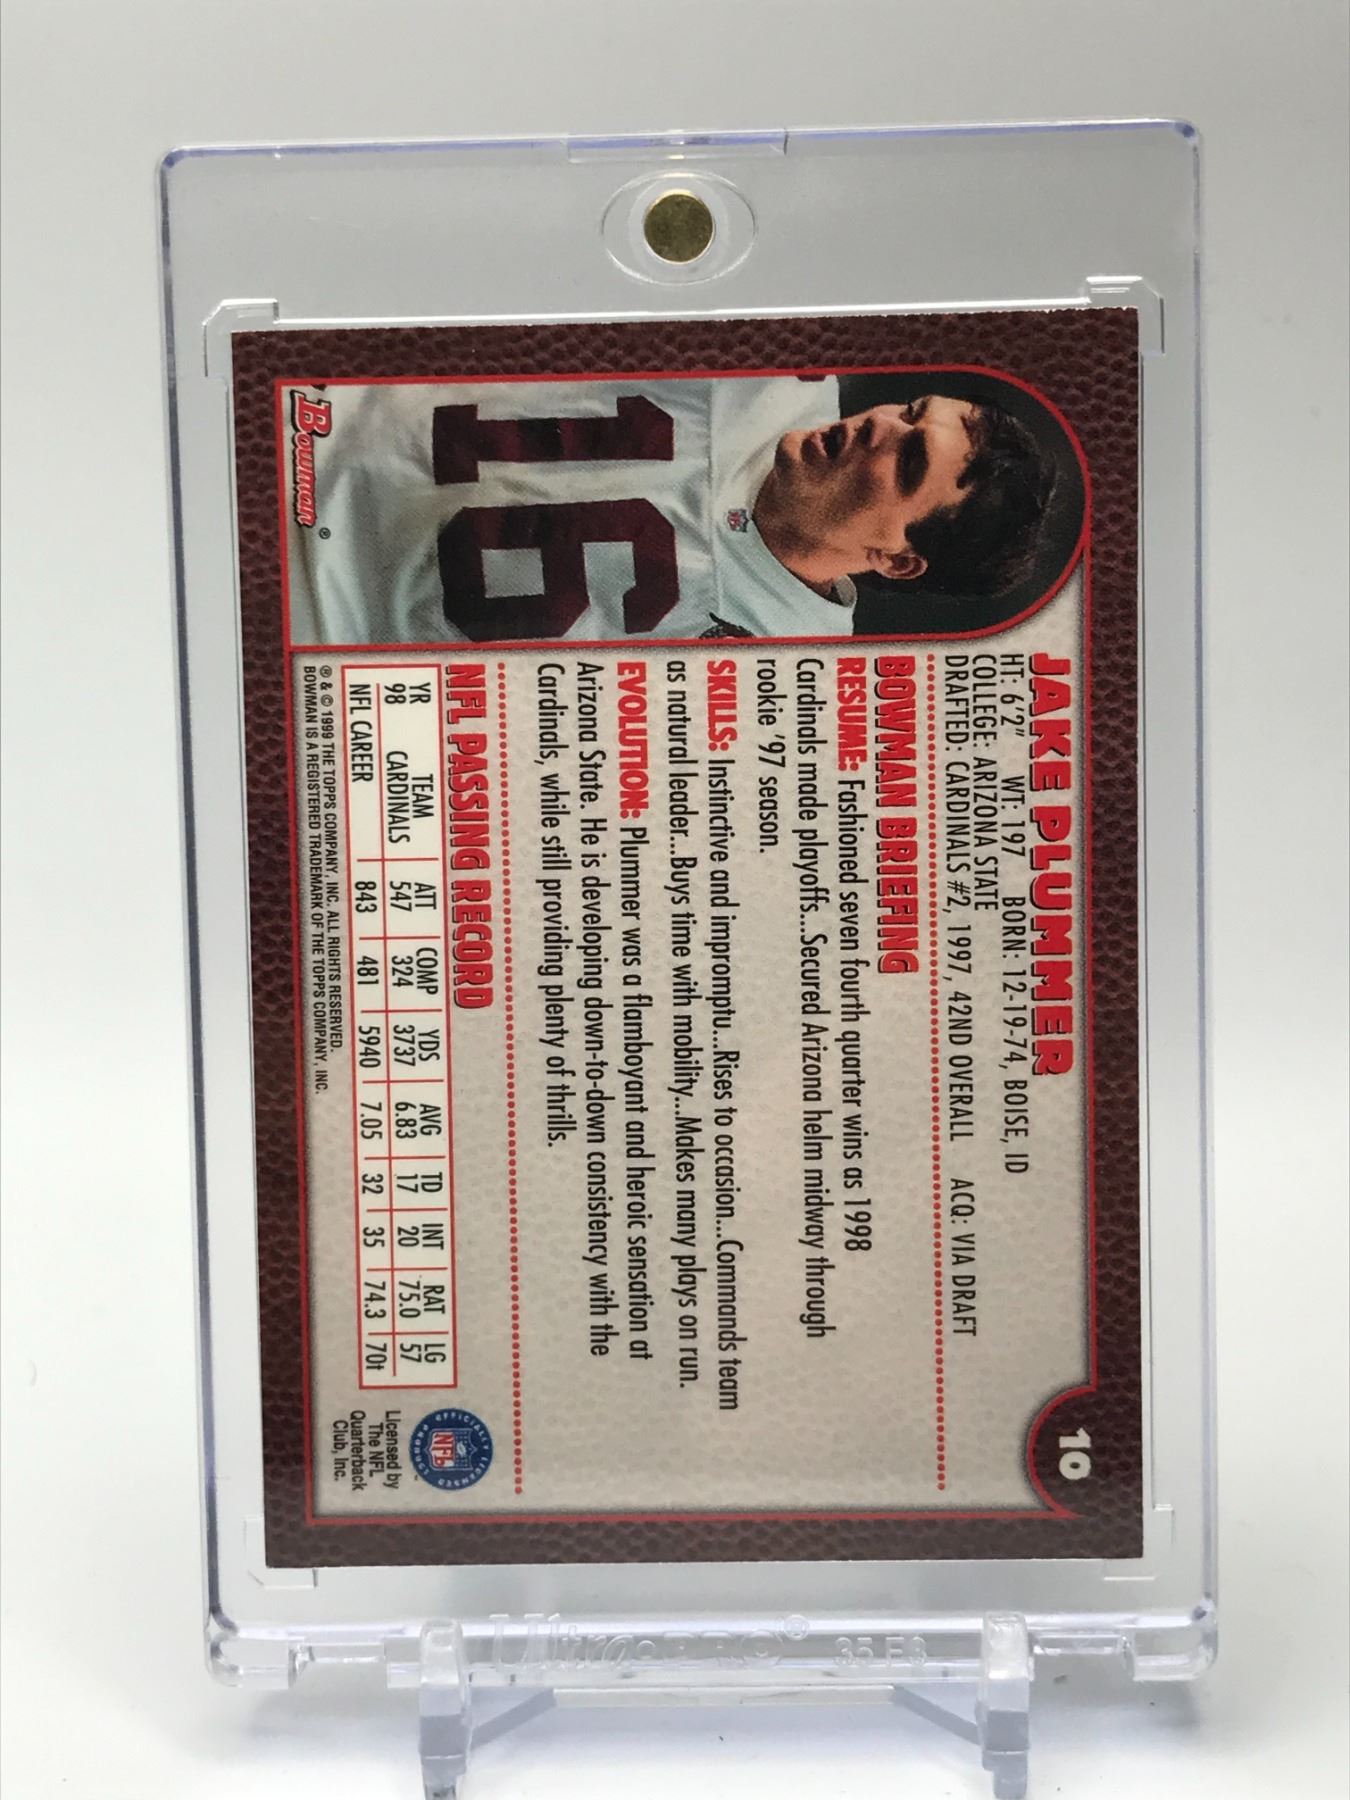 10
JAKE PLUMMER
HT: 6'2" WT: 197 BORN: 12-19-74, BOISE, ID
COLLEGE: ARIZONA STATE
DRAFTED: CARDINALS #2, 1997, 42ND OVERALL ACQ: VIA DRAFT
BOWMAN BRIEFING
RESUME: Fashioned seven fourth quarter wins as 1998
Cardinals made playoffs...Secured Arizona helm midway through
rookie '97 season.
SKILLS: Instinctive and impromptu...Rises to occasion...Commands team
as natural leader...Buys time with mobility...Makes many plays on run.
EVOLUTION: Plummer was a flamboyant and heroic sensation at
Arizona State. He is developing down-to-down consistency with the
Cardinals, while still providing plenty of thrills.
NFL PASSING RECORD
YR TEAM ATT COMP YDS AVG TD INT RAT LG
98 CARDINALS 547 324 3737 6.83 17 20 75.0 57
NFL CAREER 843 481 5940 7.05 32 35 74.3 70t
® & © 1999 THE TOPPS COMPANY, INC. ALL RIGHTS RESERVED.
BOWMAN IS A REGISTERED TRADEMARK OF THE TOPPS COMPANY, INC.
16
Bowman ®
OFFICIALLY LICENSED PRODUCT
NFL
Licensed by
The NFL
Quarterback
Club, Inc.
Ultra·PRO® 35 ES